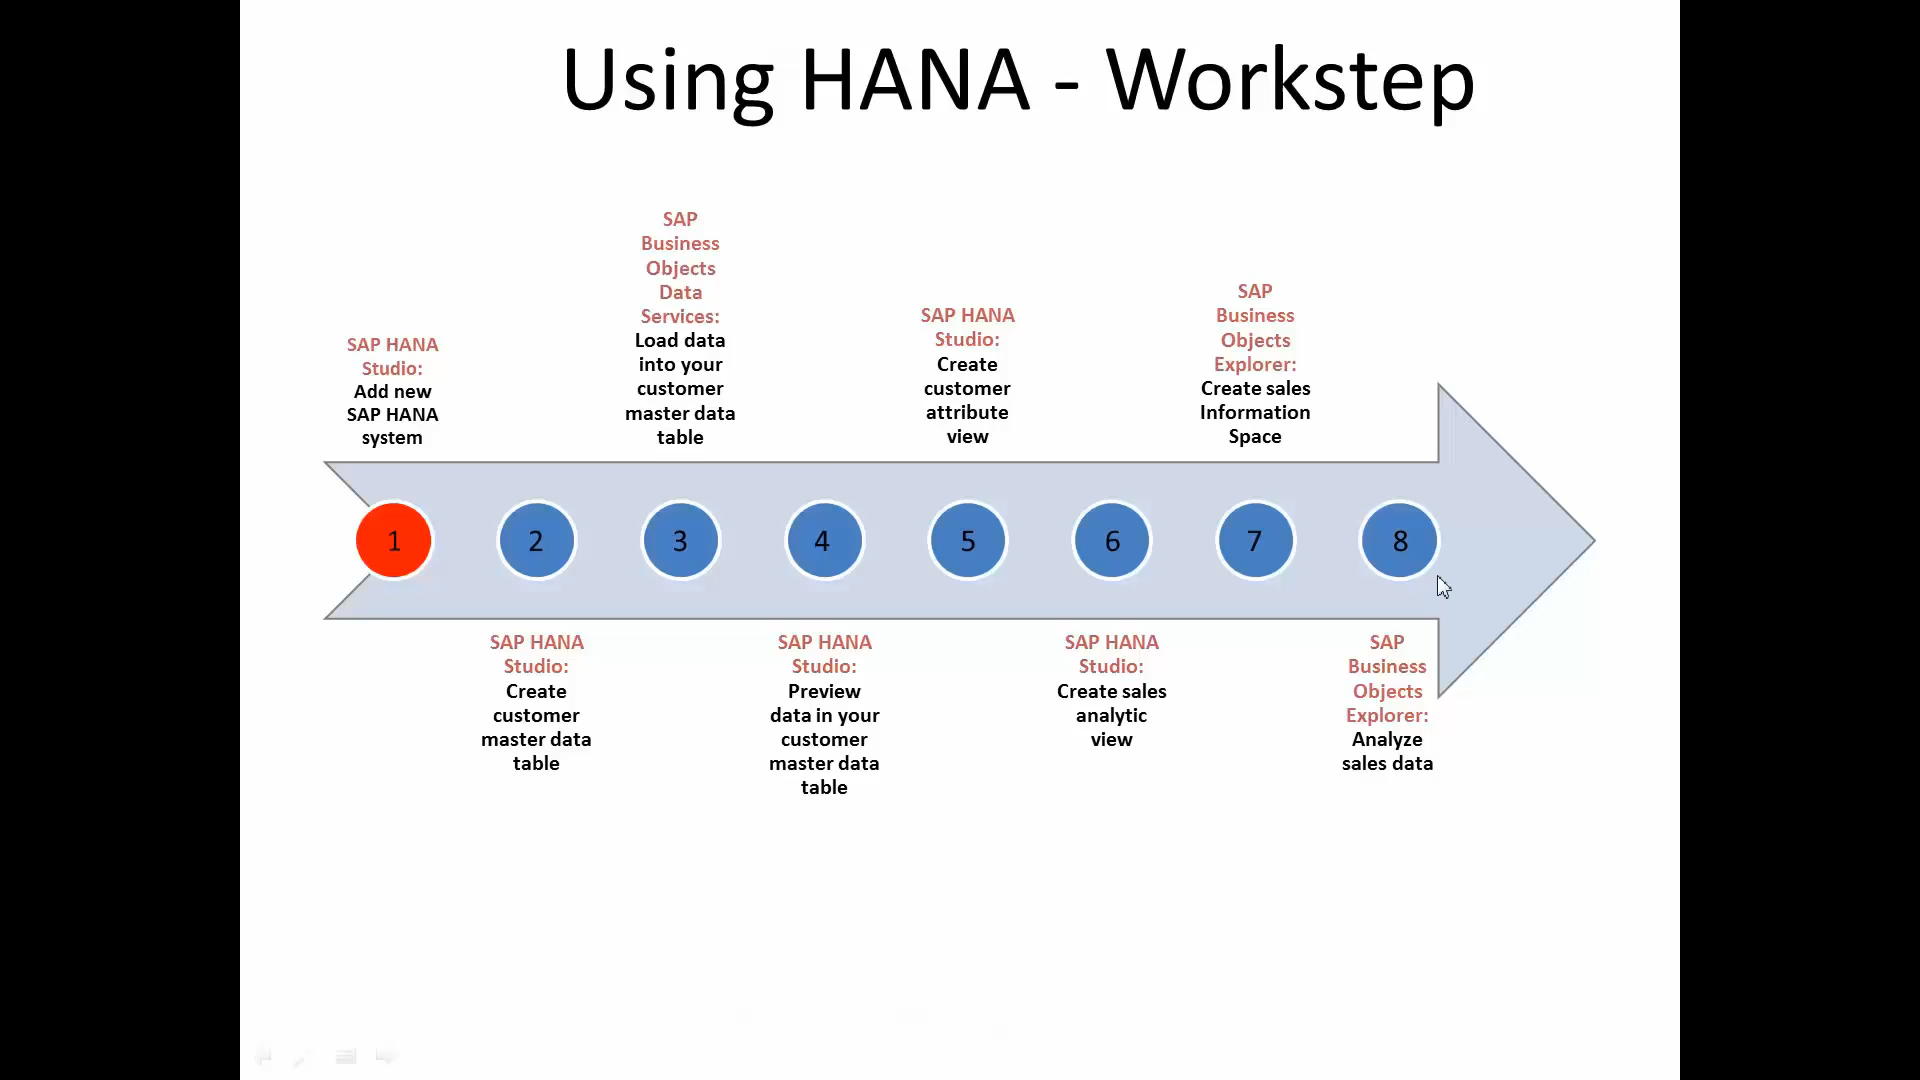 Using HANA - Workstep
SAP HANA
Studio:
Add new
SAP HANA
system
SAP
Business
Objects
Data
Services:
Load data
into your
customer
master data
table
SAP HANA
Studio:
Create
customer
attribute
view
SAP
Business
Objects
Explorer:
Create sales
Information
Space
1
2
3
4
5
6
7
8
SAP HANA
Studio:
Create
customer
master data
table
SAP HANA
Studio:
Preview
data in your
customer
master data
table
SAP HANA
Studio:
Create sales
analytic
view
SAP
Business
Objects
Explorer:
Analyze
sales data